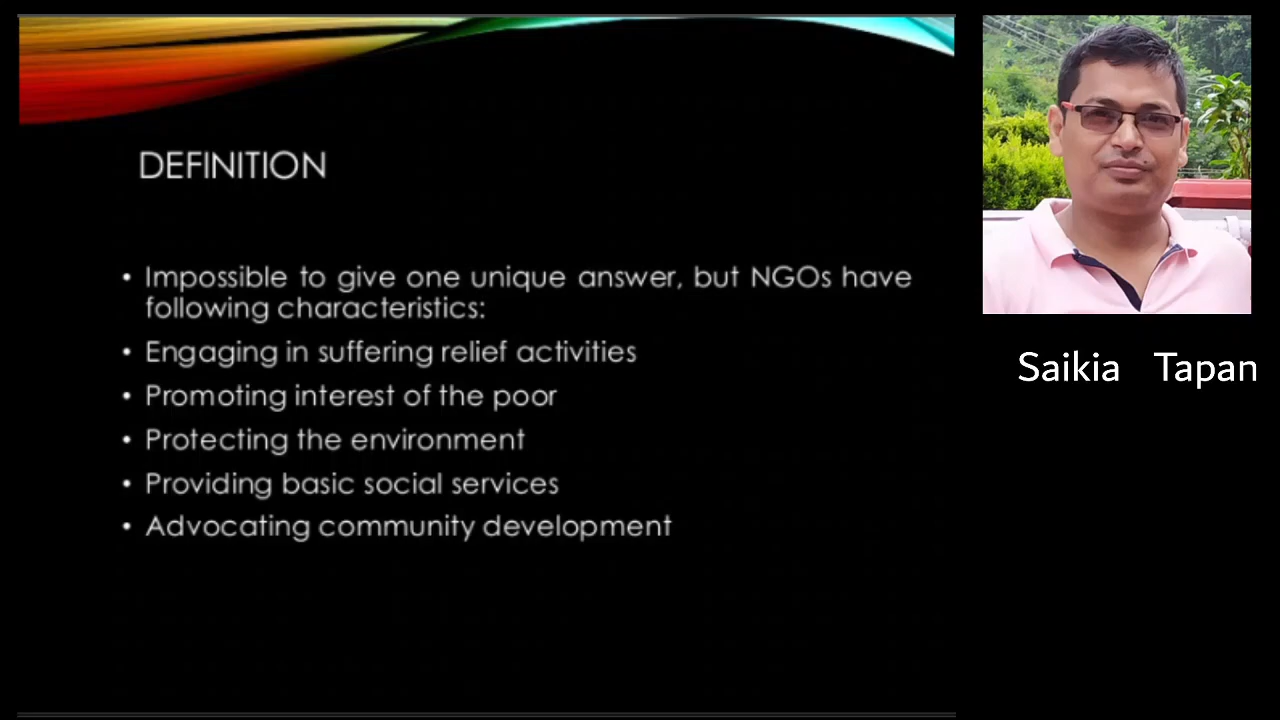 DEFINITION
• Impossible to give one unique answer, but NGOs have
following characteristics:
• Engaging in suffering relief activities
• Promoting interest of the poor
• Protecting the environment
• Providing basic social services
• Advocating community development
Saikia Tapan